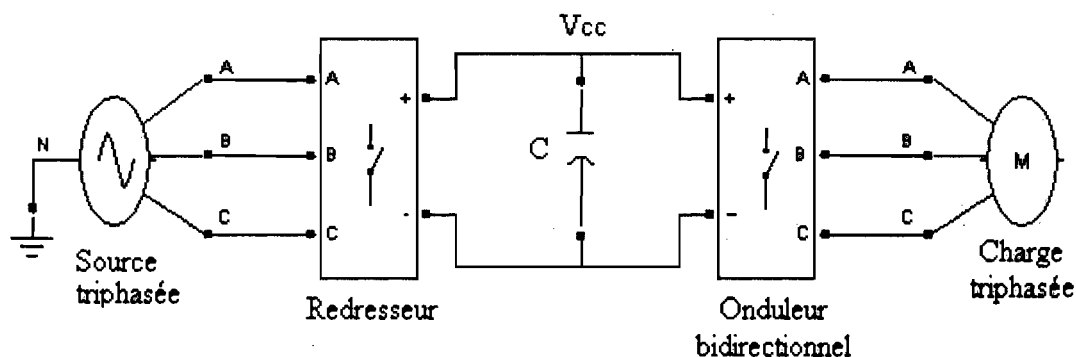 Vcc
A
A
A
A
+
+
N
B
B
C
B
B
M
-
-
C
C
C
C
Source
triphasée
Redresseur
Onduleur
bidirectionnel
Charge
triphasée